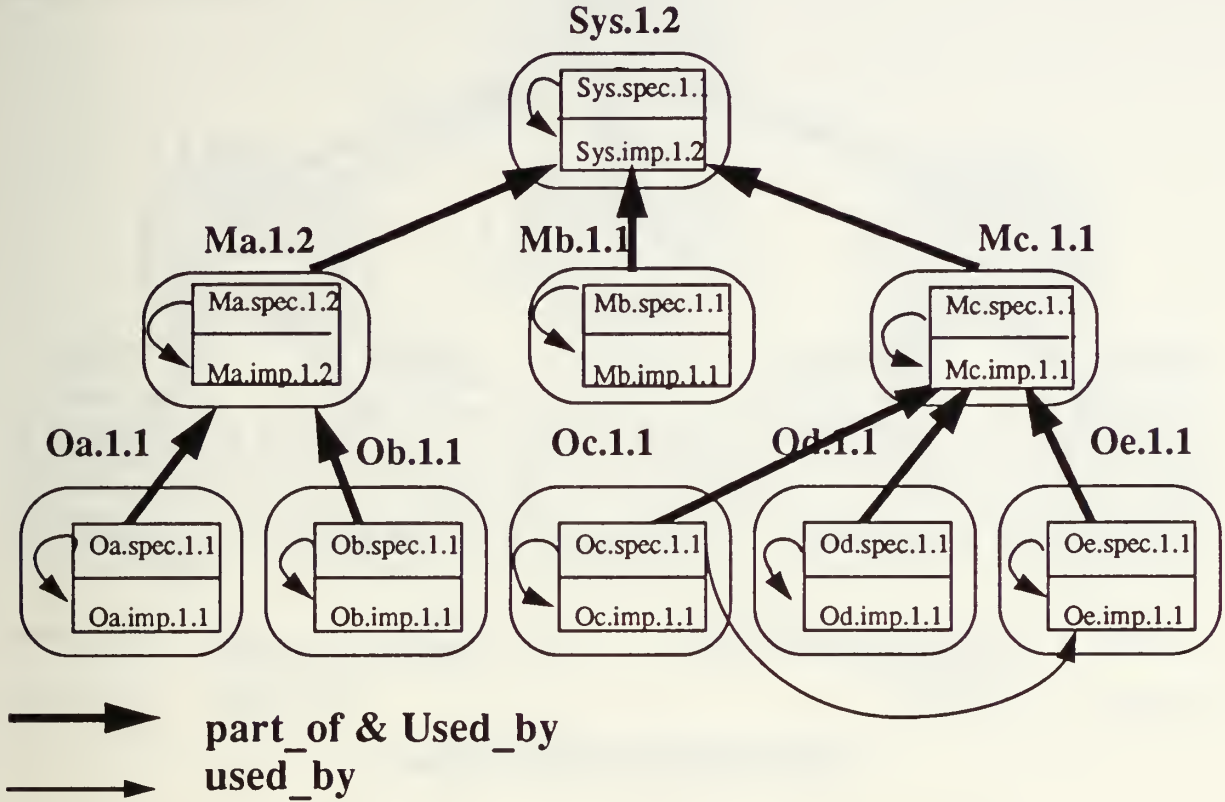 Sys.1.2
Sys.spec.1.1
Sys.imp.1.2
Ma.1.2
Mb.1.1
Mc. 1.1
Ma.spec.1.2
Mb.spec.1.1
Mc.spec.1.1
Ma.imp.1.2
Mb.imp.1.1
Mc.imp.1.1
Oa.1.1
Ob.1.1
Oc.1.1
Od.1.1
Oe.1.1
Oa.spec.1.1
Ob.spec.1.1
Oc.spec.1.1
Od.spec.1.1
Oe.spec.1.1
Oa.imp.1.1
Ob.imp.1.1
Oc.imp.1.1
Od.imp.1.1
Oe.imp.1.1
part_of & Used_by
used_by